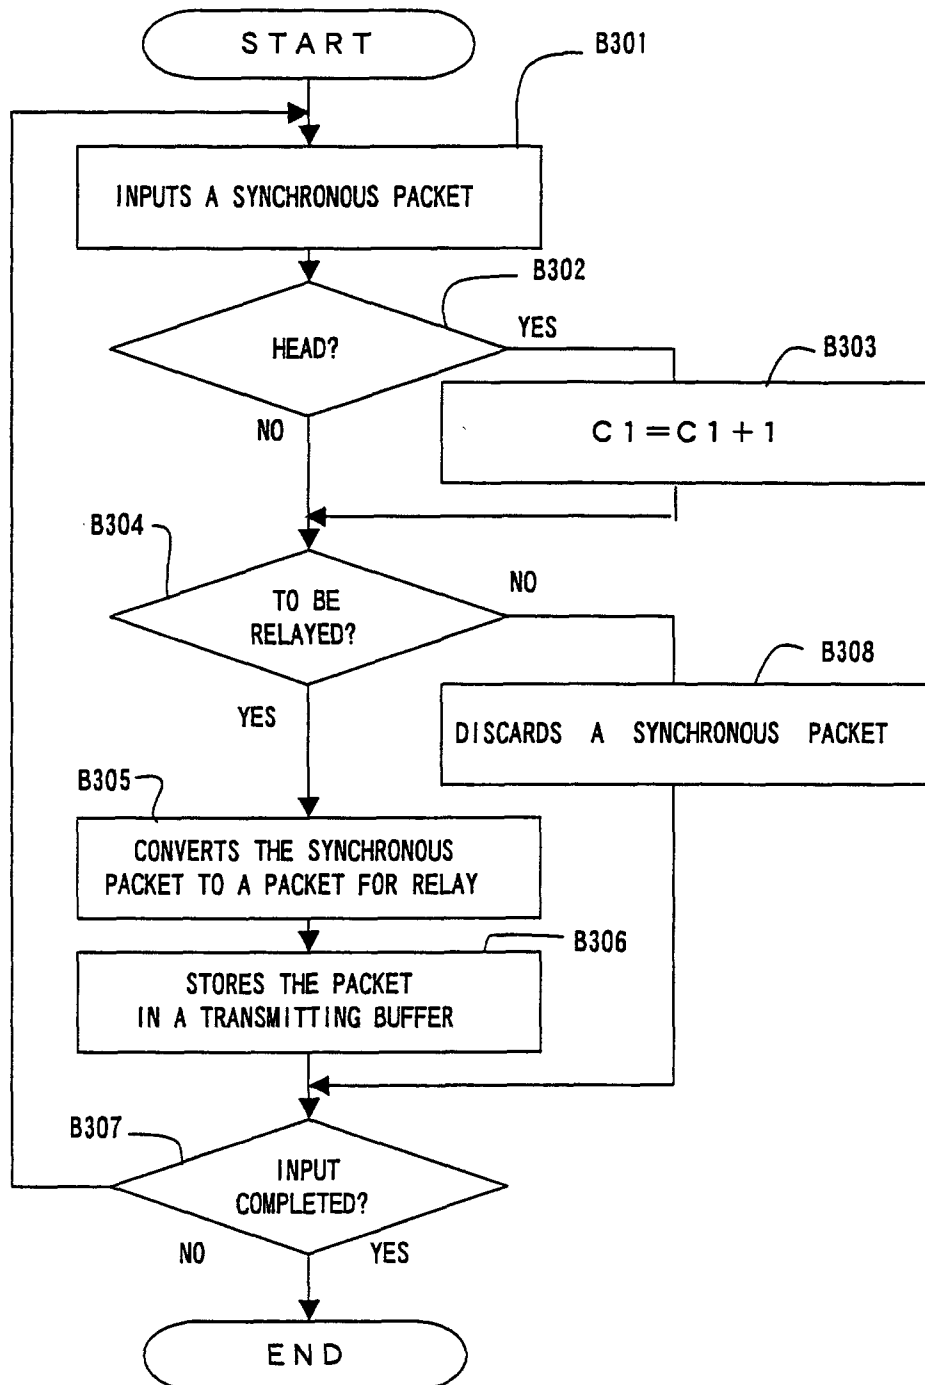 START
B301
INPUTS A SYNCHRONOUS PACKET
B302
HEAD?
YES
B303
NO
C1=C1+1
B304
TO BE
RELAYED?
NO
B308
YES
DISCARDS A SYNCHRONOUS PACKET
B305
CONVERTS THE SYNCHRONOUS
PACKET TO A PACKET FOR RELAY
B306
STORES THE PACKET
IN A TRANSMITTING BUFFER
B307
INPUT
COMPLETED?
NO
YES
END